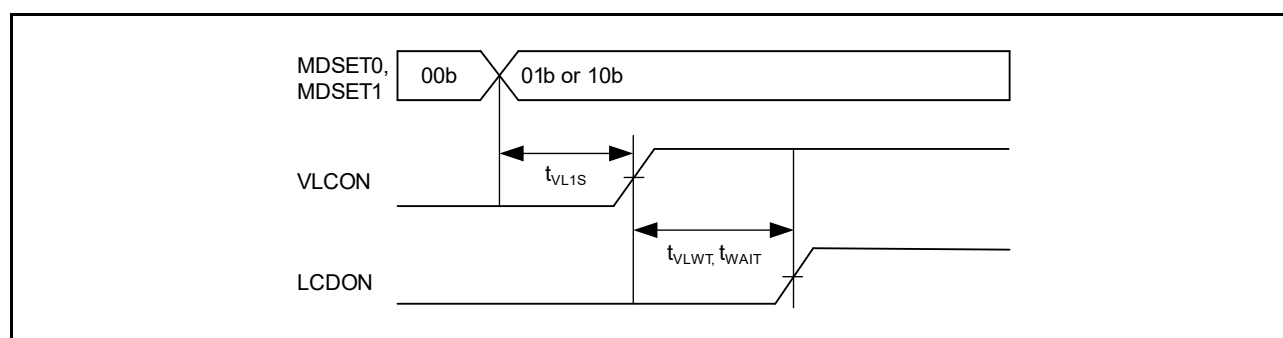 MDSET0,
MDSET1
00b
01b or 10b
tVL1S
VLCON
tVLWT, tWAIT
LCDON